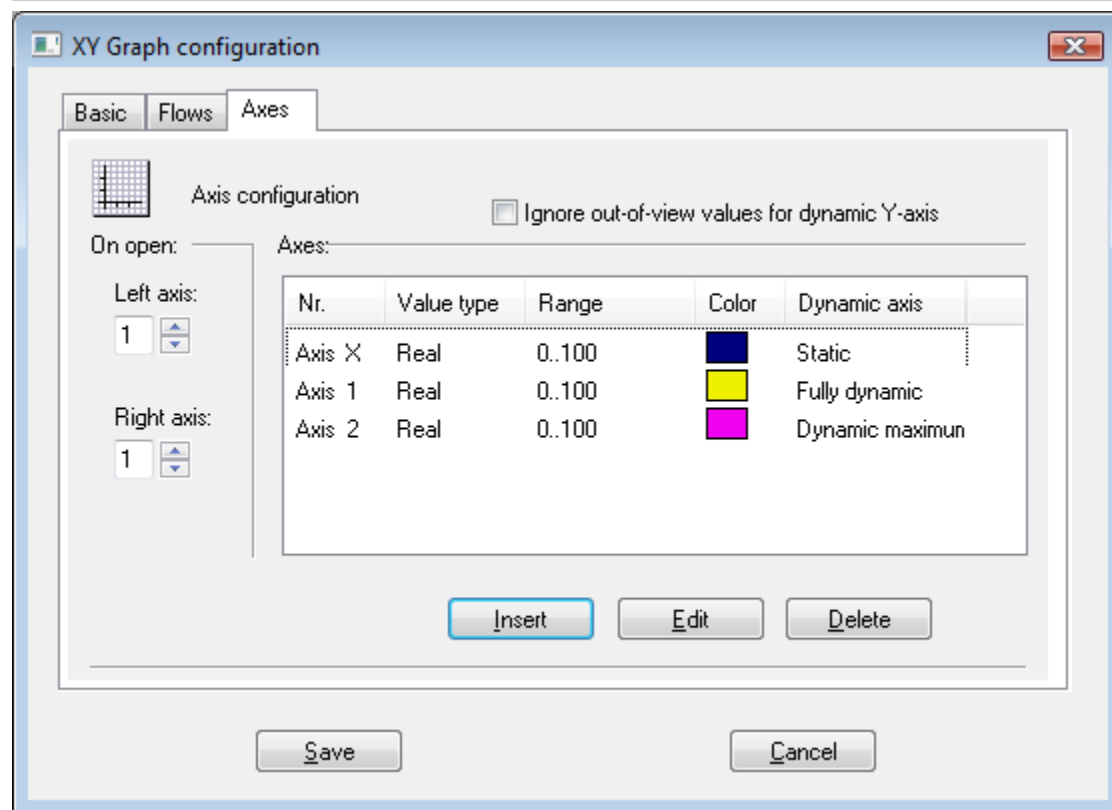 XY Graph configuration
Basic Flows Axes
Axis configuration
Ignore out-of-view values for dynamic Y-axis
On open: Axes:
Left axis:
1
Right axis:
1
Nr. Value type Range Color Dynamic axis
Axis X Real 0..100 Static
Axis 1 Real 0..100 Fully dynamic
Axis 2 Real 0..100 Dynamic maximun
Insert Edit Delete
Save Cancel